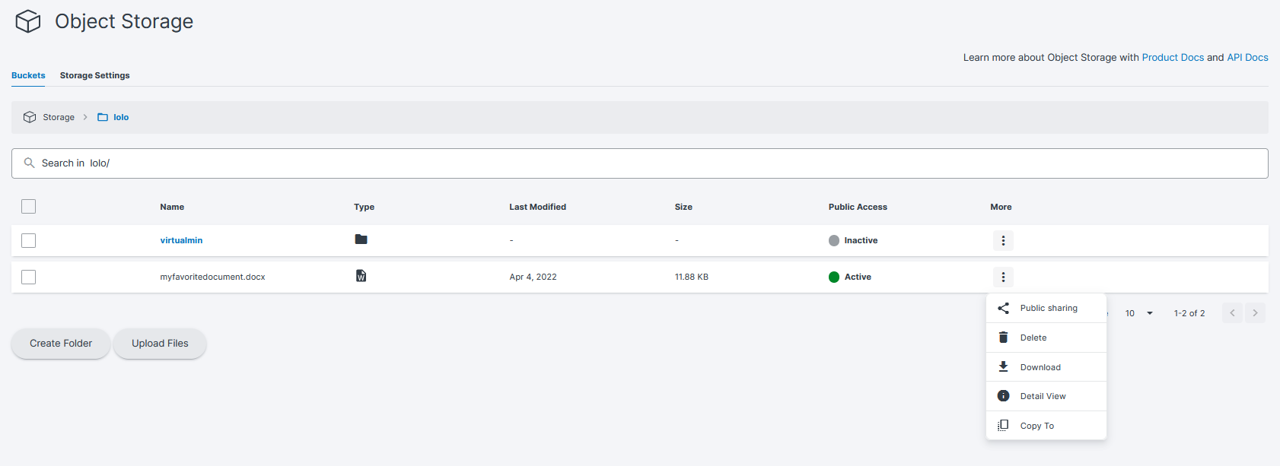 Object Storage
Learn more about Object Storage with Product Docs and API Docs
Buckets Storage Settings
Storage > lolo
Search in lolo/
Name Type Last Modified Size Public Access More
virtualmin - - Inactive
myfavoritedocument.docx W Apr 4, 2022 11.88 KB Active
10 1-2 of 2
Public sharing
Delete
Download
Detail View
Copy To
Create Folder Upload Files